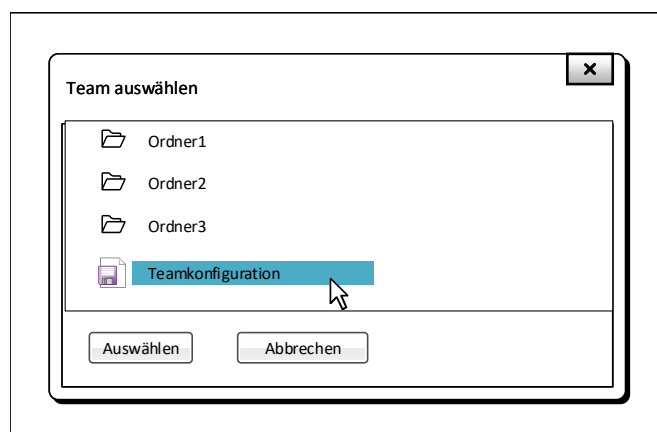 Team auswählen
Ordner1
Ordner2
Ordner3
Teamkonfiguration
Auswählen Abbrechen